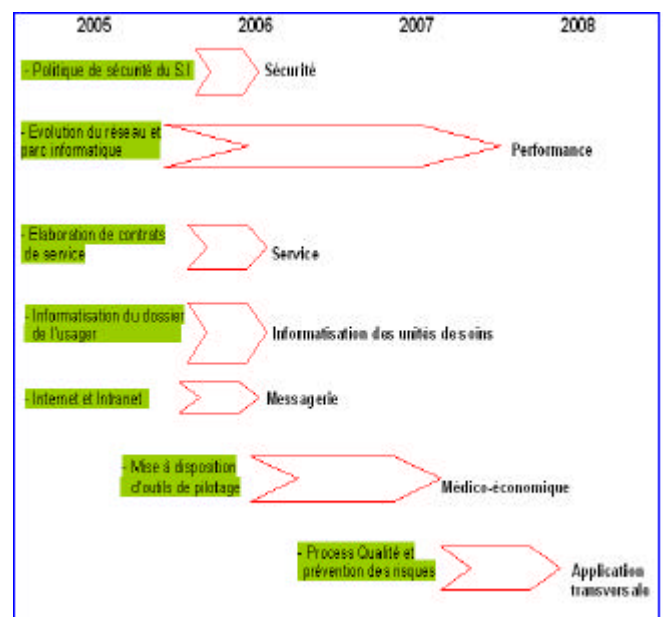 2005 2006 2007 2008
- Politique de sécurité du S.I Sécurité
- Evolution du réseau et
parc informatique Performance
- Elaboration de contrats
de service Service
- Informatisation du dossier
de l'usager Informatisation des unités de soins
- Internet et Intranet Messagerie
- Mise à disposition
d'outils de pilotage Médico-économique
- Process Qualité et
prévention des risques Application
transversale